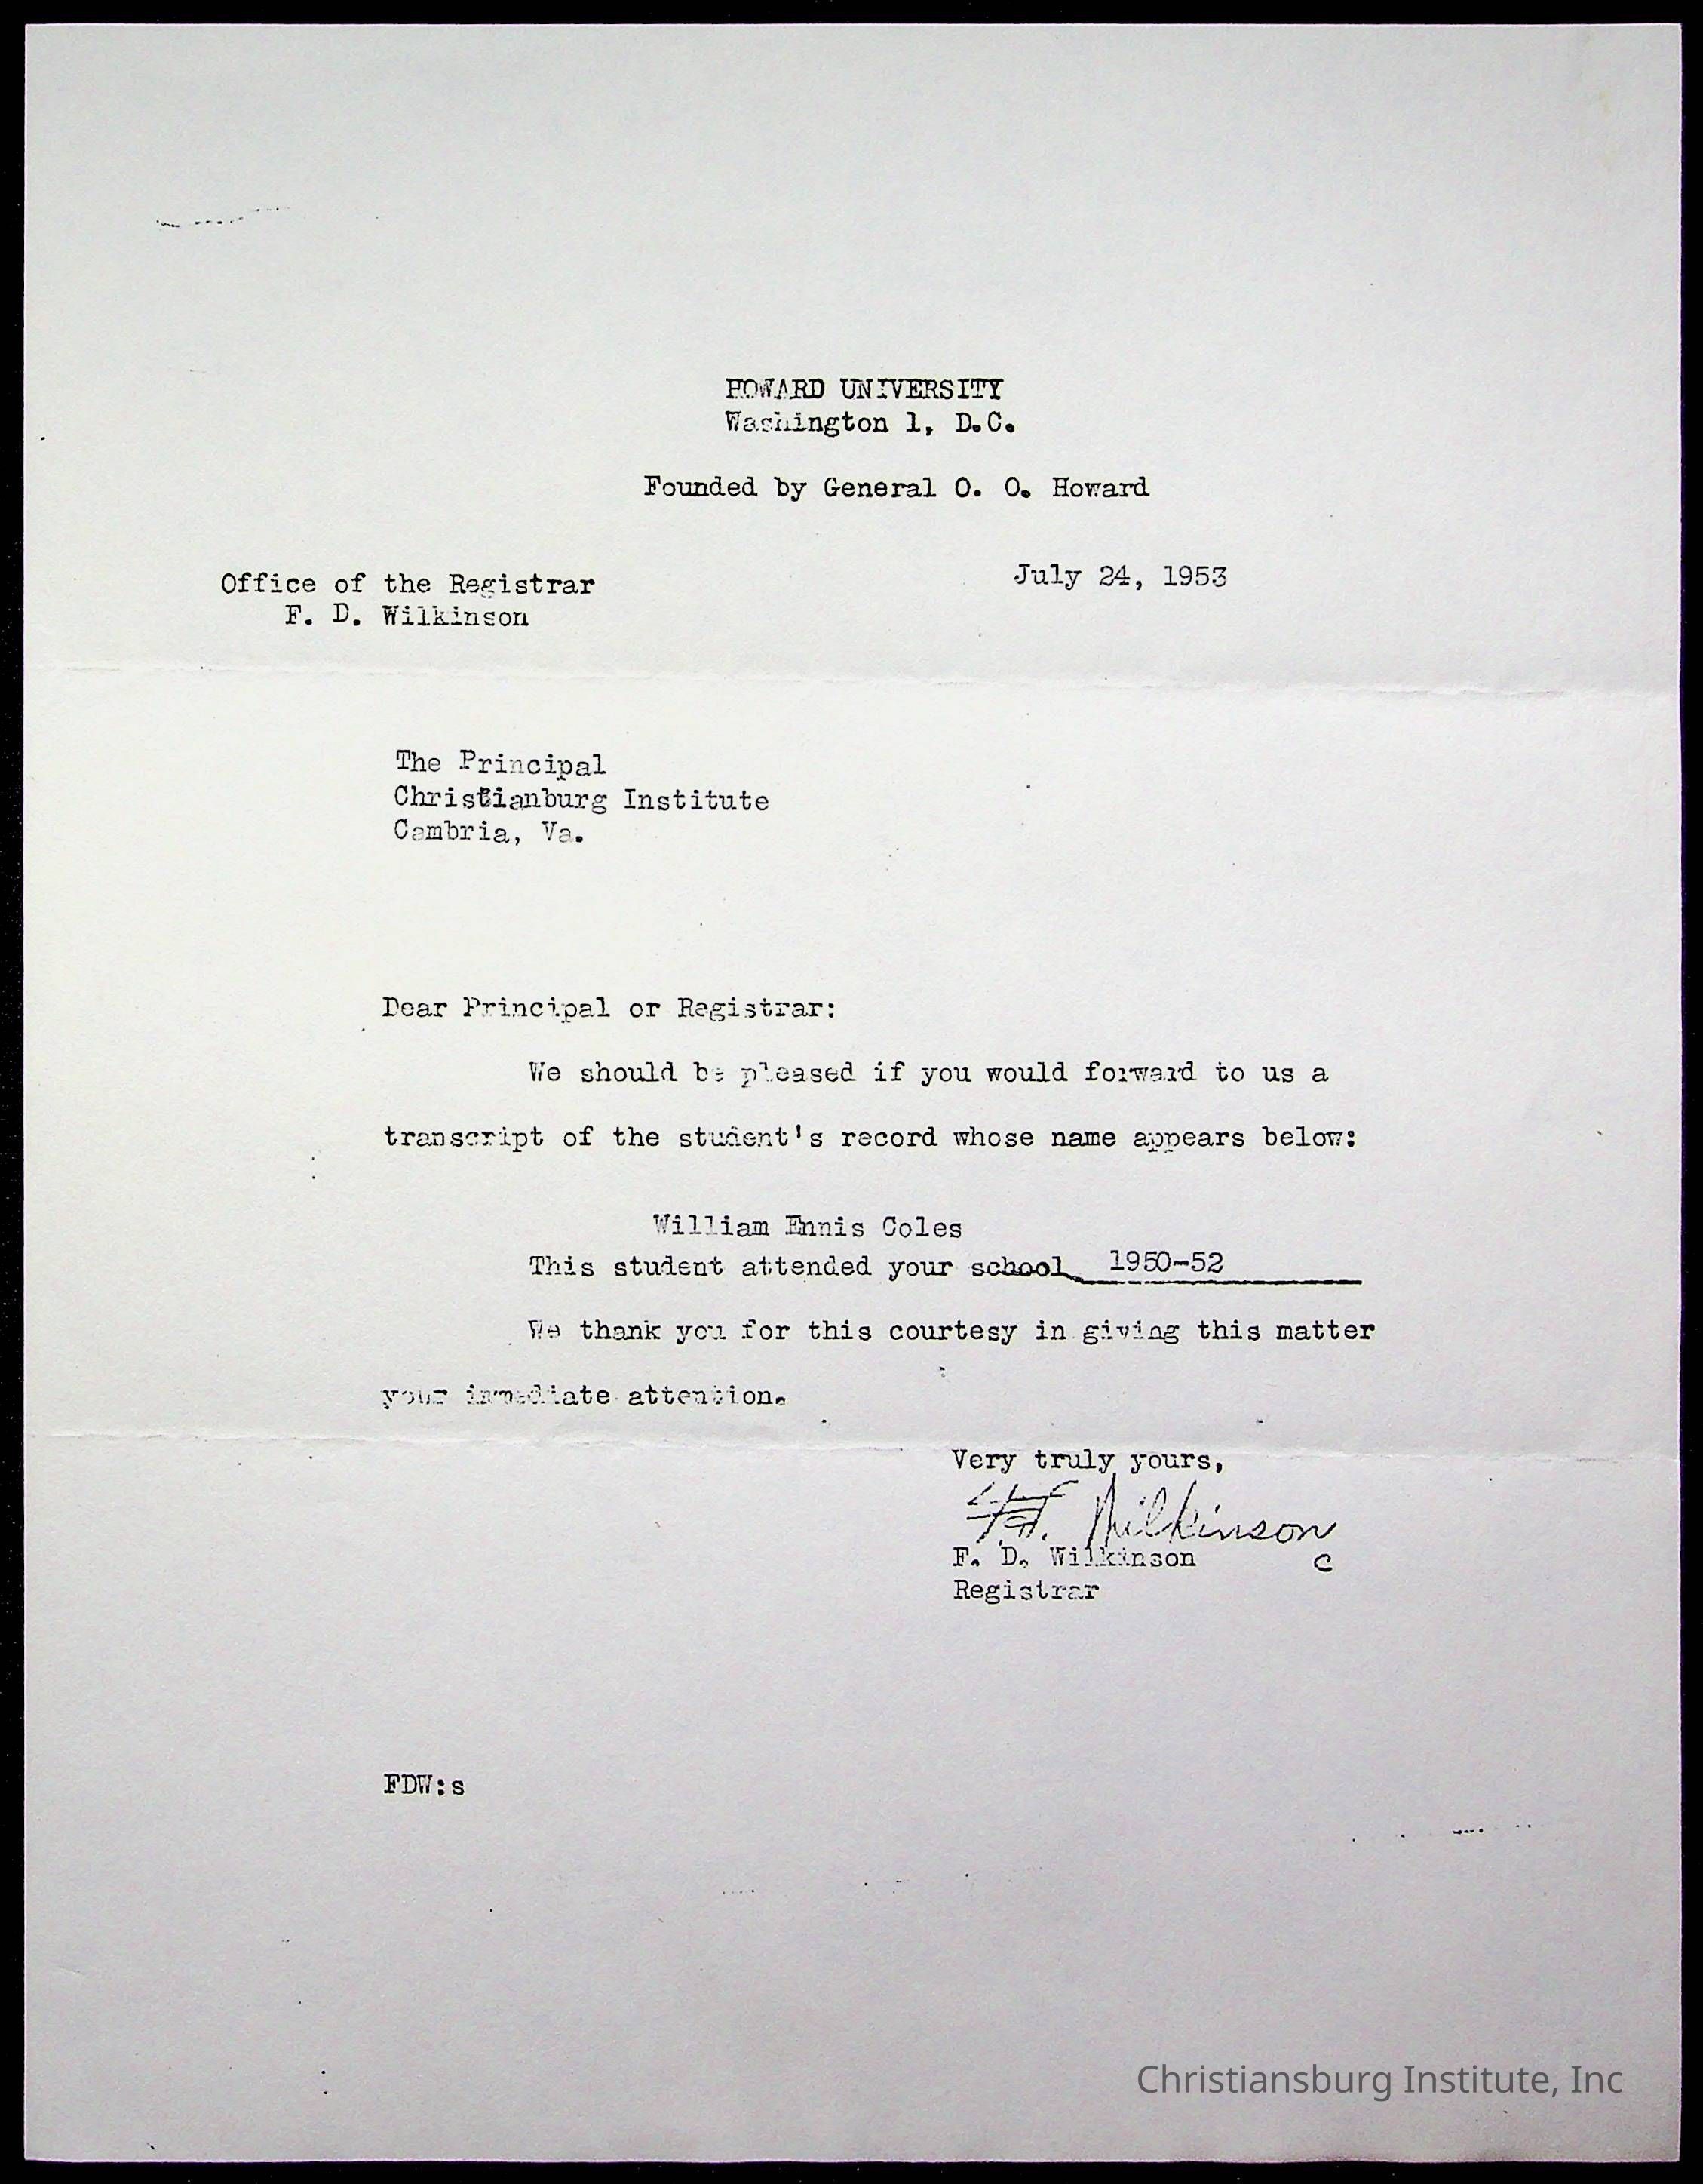 HOWARD UNIVERSITY
Washington 1, D.C.
Founded by General O. O. Howard
July 24, 1953
Office of the Registrar
F. D. Wilkinson
The Principal
Christianburg Institute
Cambria, Va.
Dear Principal or Registrar:
We should be pleased if you would forward to us a
transcript of the student's record whose name appears below:
William Ennis Coles
This student attended your school 1950-52
We thank you for this courtesy in giving this matter
your immediate attention.
Very truly yours,
F. D. Wilkinson
c
F. D. Wilkinson
Registrar
FDW:s
Christiansburg Institute, Inc